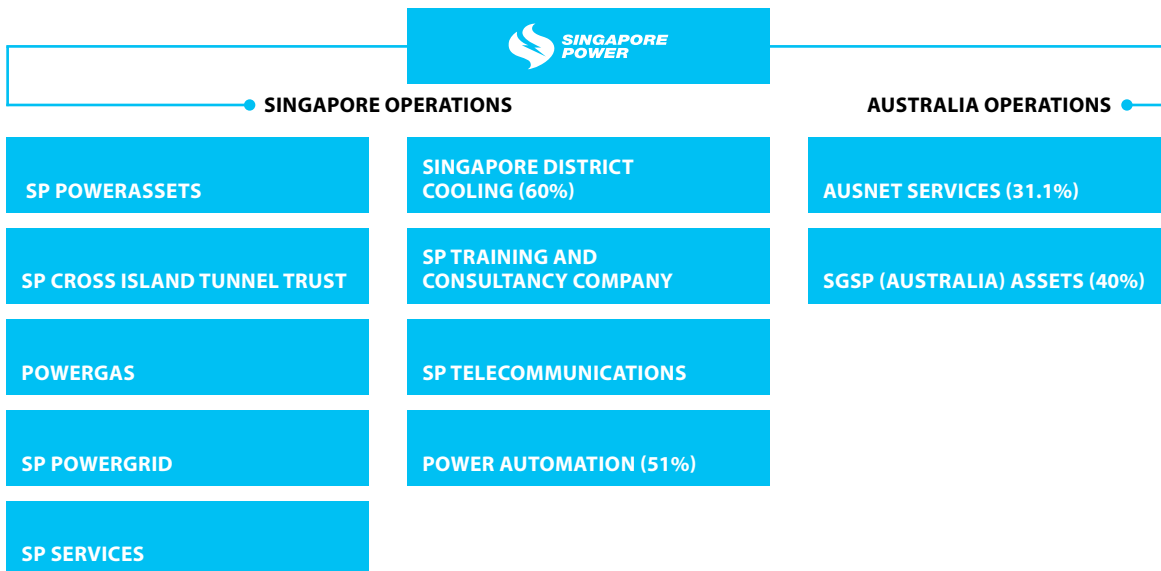 SINGAPORE
POWER
SINGAPORE OPERATIONS
AUSTRALIA OPERATIONS
SP POWERASSETS
SP CROSS ISLAND TUNNEL TRUST
POWERGAS
SP POWERGRID
SP SERVICES
SINGAPORE DISTRICT
COOLING (60%)
SP TRAINING AND
CONSULTANCY COMPANY
SP TELECOMMUNICATIONS
POWER AUTOMATION (51%)
AUSNET SERVICES (31.1%)
SGSP (AUSTRALIA) ASSETS (40%)